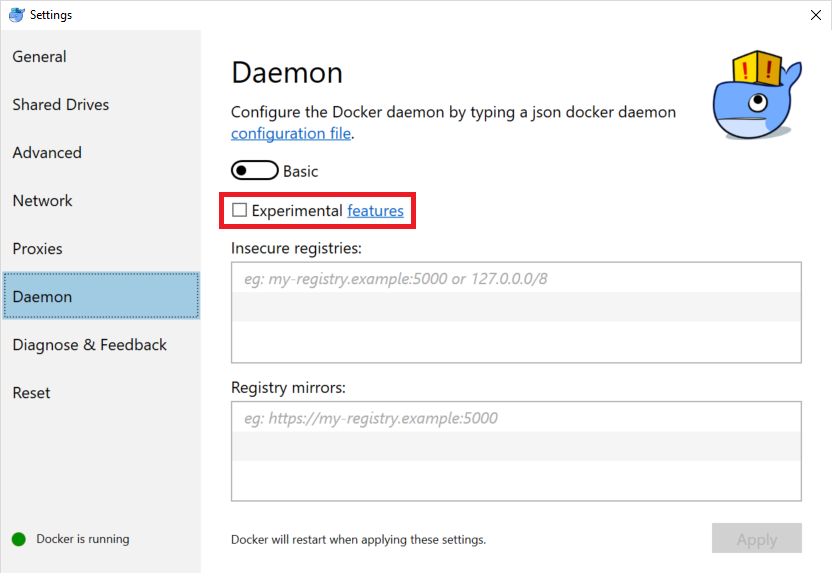 Settings
General
Shared Drives
Advanced
Network
Proxies
Daemon
Diagnose & Feedback
Reset
Docker is running
Daemon
Configure the Docker daemon by typing a json docker daemon
configuration file.
Basic
Experimental features
Insecure registries:
eg: my-registry.example:5000 or 127.0.0.0/8
Registry mirrors:
eg: https://my-registry.example:5000
Docker will restart when applying these settings.
Apply
! !